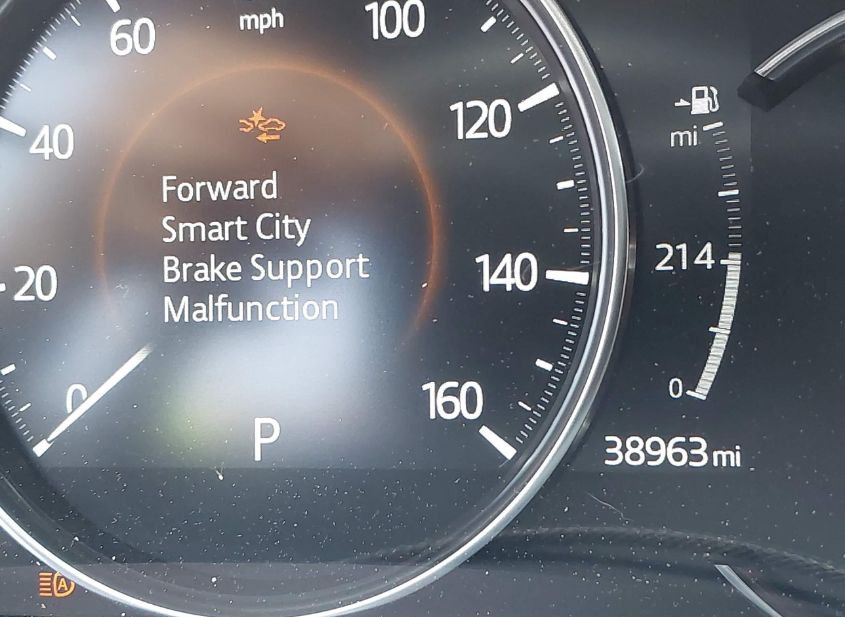 mph
60
100
40
120
Forward
Smart City
Brake Support
Malfunction
mi
20
140
214
0
160
0
P
38963 mi
A